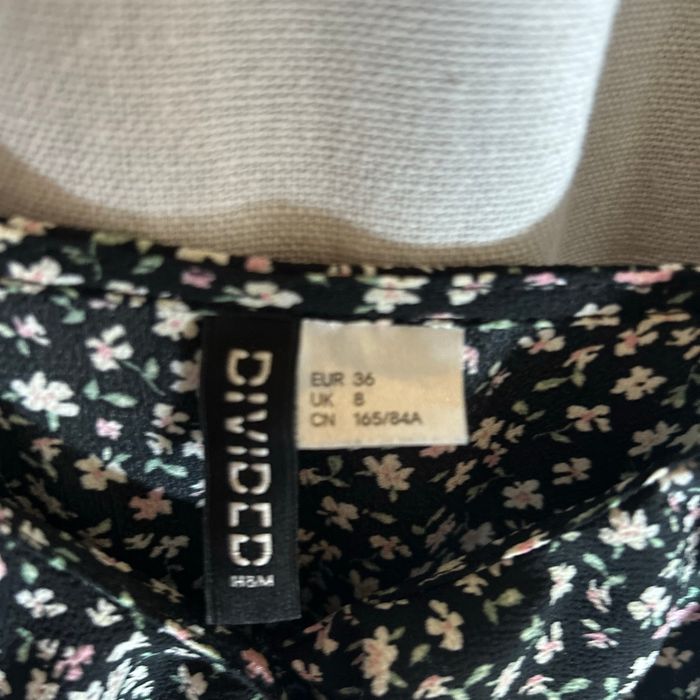 DIVIDED
H&M
EUR 36
UK 8
CN 165/84A